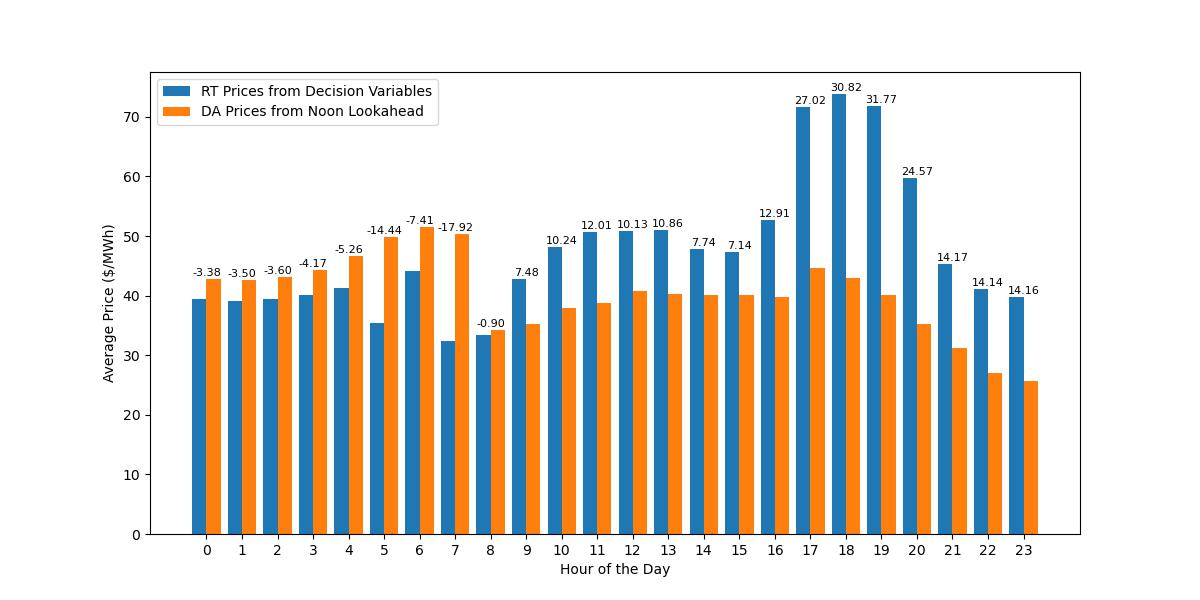 RT Prices from Decision Variables
DA Prices from Noon Lookahead
Average Price ($/MWh)
70
60
50
40
30
20
10
0
-3.38 -3.50 -3.60 -4.17 -5.26 -14.44 -7.41 -17.92 -0.90 7.48 10.24 12.01 10.13 10.86 7.74 7.14 12.91 27.02 30.82 31.77 24.57 14.17 14.14 14.16
0 1 2 3 4 5 6 7 8 9 10 11 12 13 14 15 16 17 18 19 20 21 22 23
Hour of the Day